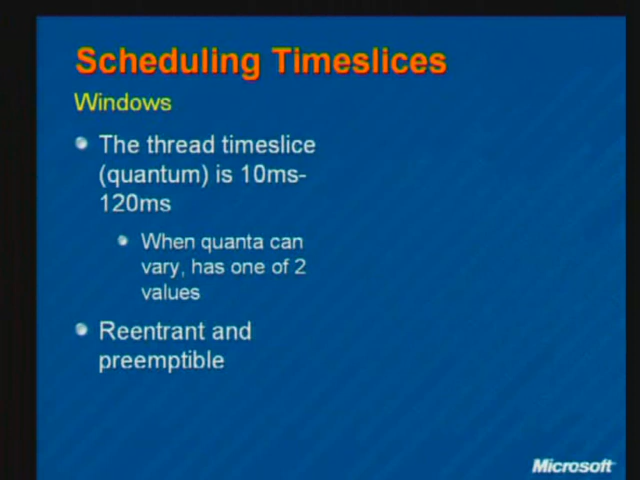 Scheduling Timeslices
Windows
The thread timeslice
(quantum) is 10ms-
120ms
When quanta can
vary, has one of 2
values
Reentrant and
preemptible
Microsoft